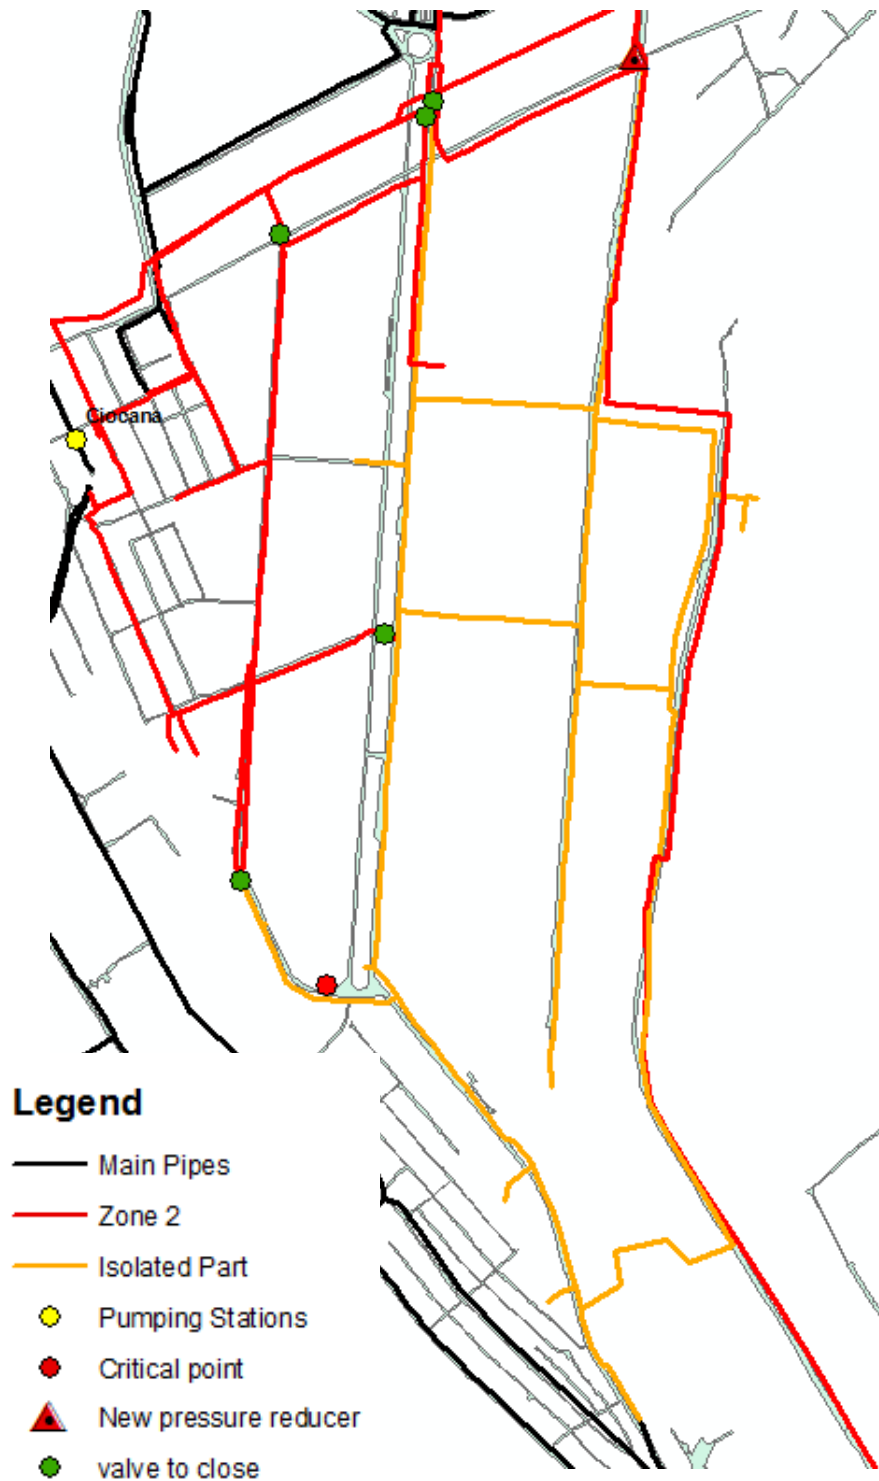 Ciocana
Legend
Main Pipes
Zone 2
Isolated Part
Pumping Stations
Critical point
New pressure reducer
valve to close